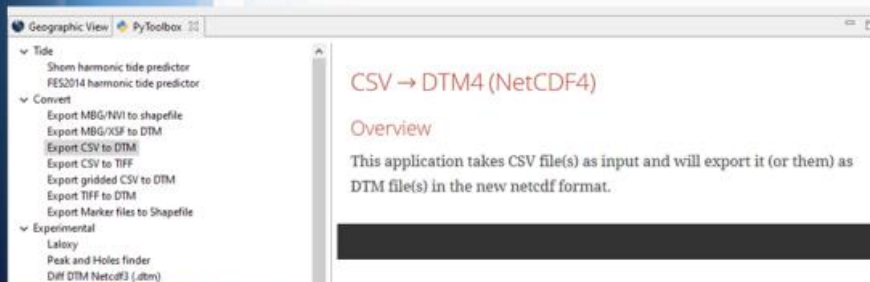 Geographic View PyToolbox
Tide
Shom harmonic tide predictor
FES2014 harmonic tide predictor
Convert
Export MBG/NVI to shapefile
Export MBG/XSF to DTM
Export CSV to DTM
Export CSV to TIFF
Export gridded CSV to DTM
Export TIFF to DTM
Export Marker files to Shapefile
Experimental
Laloxy
Peak and Holes finder
Diff DTM Netcdf3 (.dtm)
CSV → DTM4 (NetCDF4)
Overview
This application takes CSV file(s) as input and will export it (or them) as
DTM file(s) in the new netcdf format.